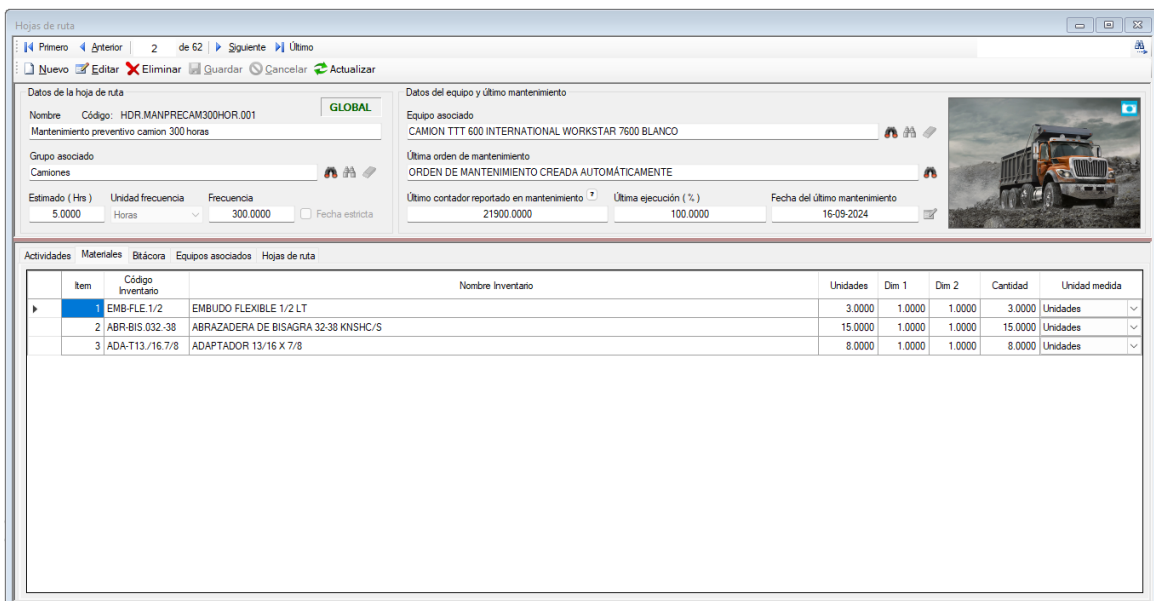 Hojas de ruta
Primero Anterior 2 de 62 Siguiente Último
Nuevo Editar Eliminar Guardar Cancelar Actualizar
Datos de la hoja de ruta
GLOBAL
Nombre Código: HDR.MANPRECAM300HOR.001
Mantenimiento preventivo camion 300 horas
Grupo asociado
Camiones
Estimado ( Hrs ) Unidad frecuencia Frecuencia
5.0000 Horas 300.0000 Fecha estricta
Datos del equipo y último mantenimiento
Equipo asociado
CAMION TTT 600 INTERNATIONAL WORKSTAR 7600 BLANCO
Última orden de mantenimiento
ORDEN DE MANTENIMIENTO CREADA AUTOMÁTICAMENTE
Último contador reportado en mantenimiento ? Última ejecución ( % ) Fecha del último mantenimiento
21900.0000 100.0000 16-09-2024
Actividades Materiales Bitácora Equipos asociados Hojas de ruta
Item Código Inventario Nombre Inventario Unidades Dim 1 Dim 2 Cantidad Unidad medida
1 EMB-FLE.1/2 EMBUDO FLEXIBLE 1/2 LT 3.0000 1.0000 1.0000 3.0000 Unidades
2 ABR-BIS.032.-38 ABRAZADERA DE BISAGRA 32-38 KNSHC/S 15.0000 1.0000 1.0000 15.0000 Unidades
3 ADA-T13./16.7/8 ADAPTADOR 13/16 X 7/8 8.0000 1.0000 1.0000 8.0000 Unidades